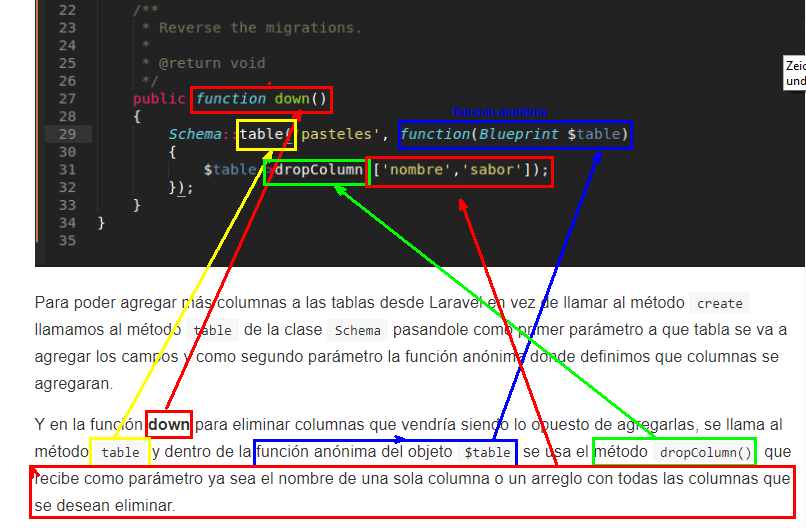 22 /**
23 * Reverse the migrations.
24 *
25 * @return void
26 */
27 public function down()
28 {
29 Schema::table('pasteles', function(Blueprint $table)
función anónima
30 {
31 $table->dropColumn(['nombre','sabor']);
32 });
33 }
34 }
35
Zeic
und
Para poder agregar más columnas a las tablas desde Laravel en vez de llamar al método create
llamamos al método table de la clase Schema pasandole como primer parámetro a que tabla se va a
agregar los campos y como segundo parámetro la función anónima donde definimos que columnas se
agregaran.
Y en la función down para eliminar columnas que vendría siendo lo opuesto de agregarlas, se llama al
método table y dentro de la función anónima del objeto $table se usa el método dropColumn() que
recibe como parámetro ya sea el nombre de una sola columna o un arreglo con todas las columnas que
se desean eliminar.